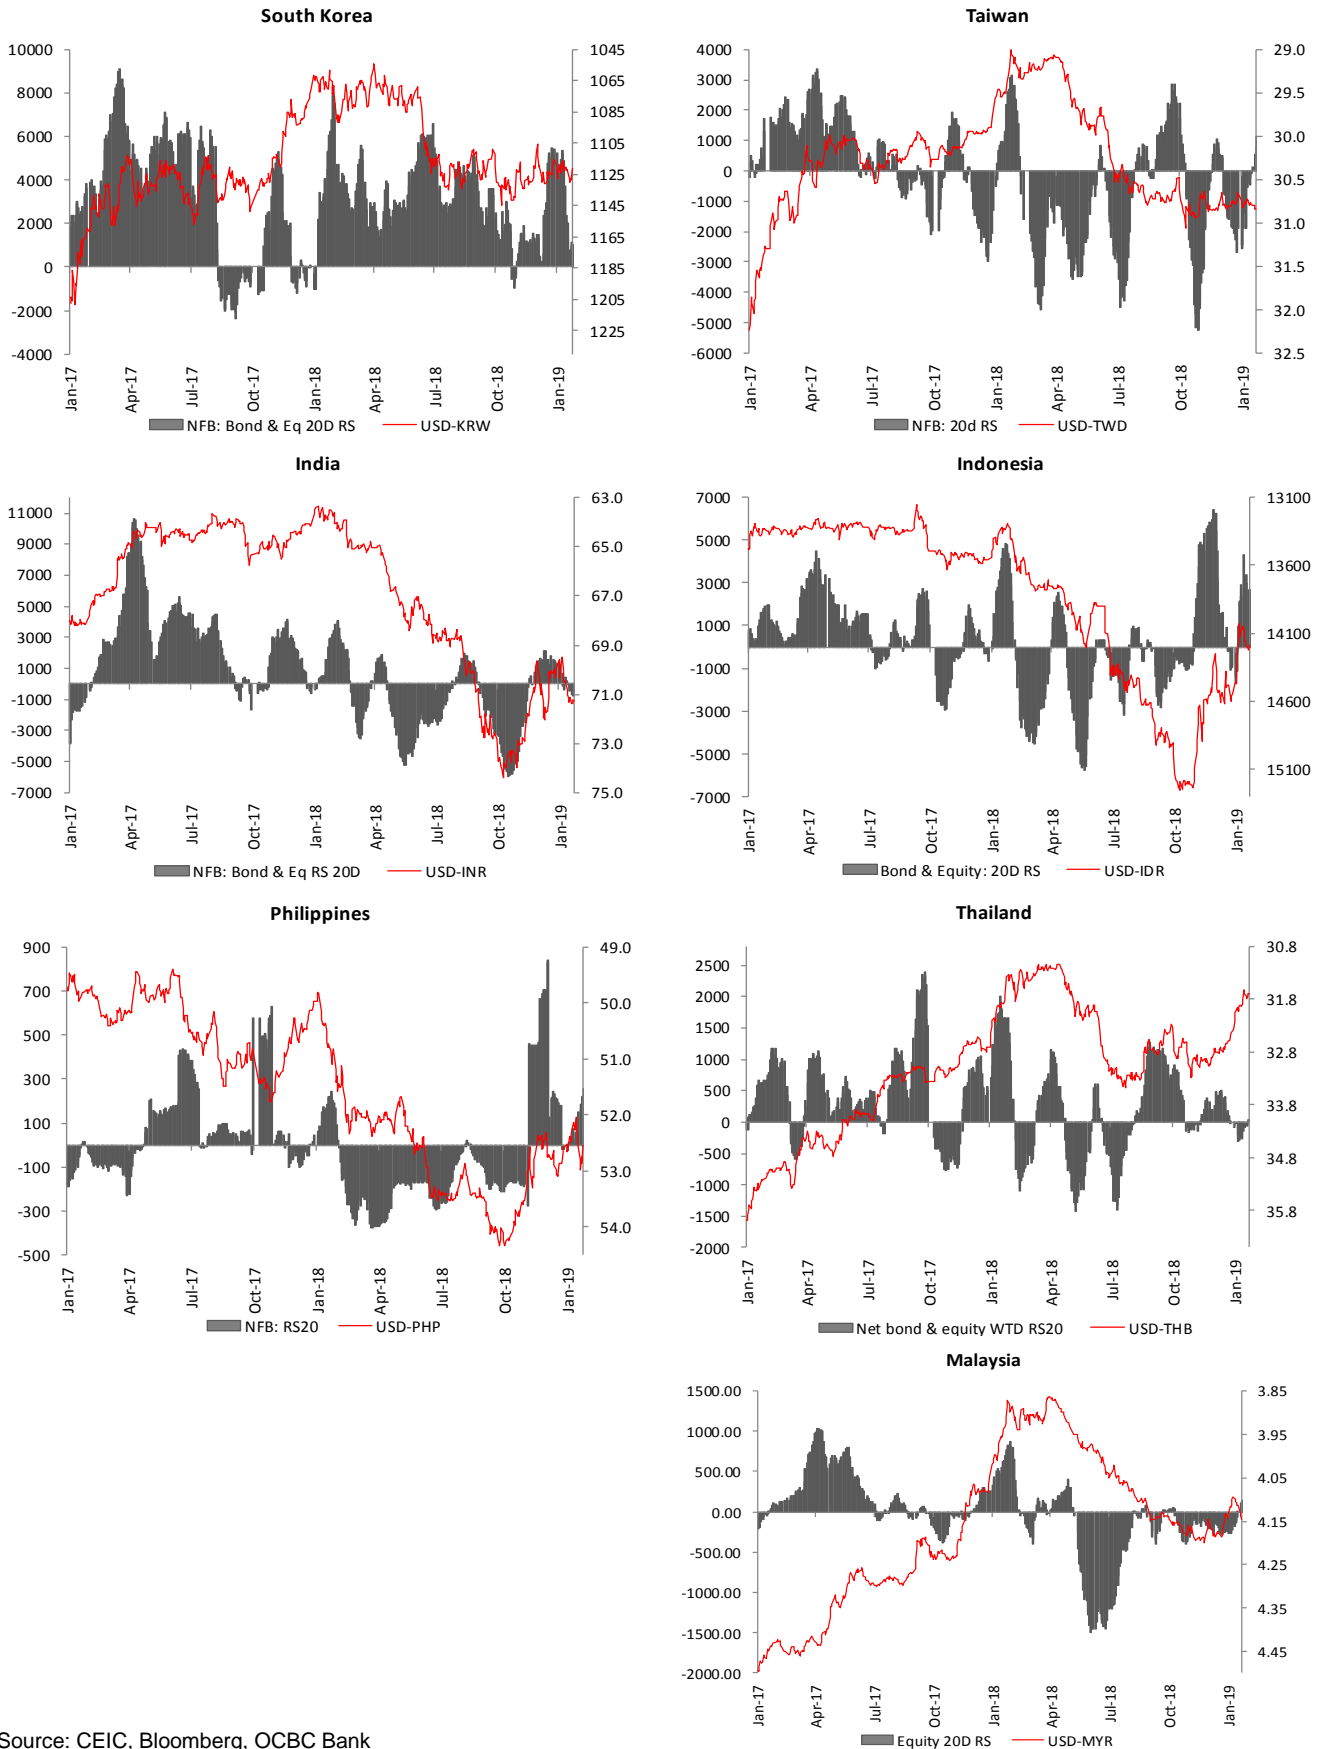 South Korea
10000
8000
6000
4000
2000
0
-2000
-4000
1045
1065
1085
1105
1125
1145
1165
1185
1205
1225
Jan-17
Apr-17
Jul-17
Oct-17
Jan-18
Apr-18
Jul-18
Oct-18
Jan-19
NFB: Bond & Eq 20D RS
USD-KRW
Taiwan
4000
3000
2000
1000
0
-1000
-2000
-3000
-4000
-5000
-6000
29.0
29.5
30.0
30.5
31.0
31.5
32.0
32.5
Jan-17
Apr-17
Jul-17
Oct-17
Jan-18
Apr-18
Jul-18
Oct-18
Jan-19
NFB: 20d RS
USD-TWD
India
11000
9000
7000
5000
3000
1000
-1000
-3000
-5000
-7000
63.0
65.0
67.0
69.0
71.0
73.0
75.0
Jan-17
Apr-17
Jul-17
Oct-17
Jan-18
Apr-18
Jul-18
Oct-18
Jan-19
NFB: Bond & Eq RS 20D
USD-INR
Indonesia
7000
5000
3000
1000
-1000
-3000
-5000
-7000
13100
13600
14100
14600
15100
Jan-17
Apr-17
Jul-17
Oct-17
Jan-18
Apr-18
Jul-18
Oct-18
Jan-19
Bond & Equity: 20D RS
USD-IDR
Philippines
900
700
500
300
100
-100
-300
-500
49.0
50.0
51.0
52.0
53.0
54.0
Jan-17
Apr-17
Jul-17
Oct-17
Jan-18
Apr-18
Jul-18
Oct-18
Jan-19
NFB: RS20
USD-PHP
Thailand
2500
2000
1500
1000
500
0
-500
-1000
-1500
-2000
30.8
31.8
32.8
33.8
34.8
35.8
Jan-17
Apr-17
Jul-17
Oct-17
Jan-18
Apr-18
Jul-18
Oct-18
Jan-19
Net bond & equity WTD RS20
USD-THB
Malaysia
1500.00
1000.00
500.00
0.00
-500.00
-1000.00
-1500.00
-2000.00
3.85
3.95
4.05
4.15
4.25
4.35
4.45
Jan-17
Apr-17
Jul-17
Oct-17
Jan-18
Apr-18
Jul-18
Oct-18
Jan-19
Equity 20D RS
USD-MYR
Source: CEIC, Bloomberg, OCBC Bank